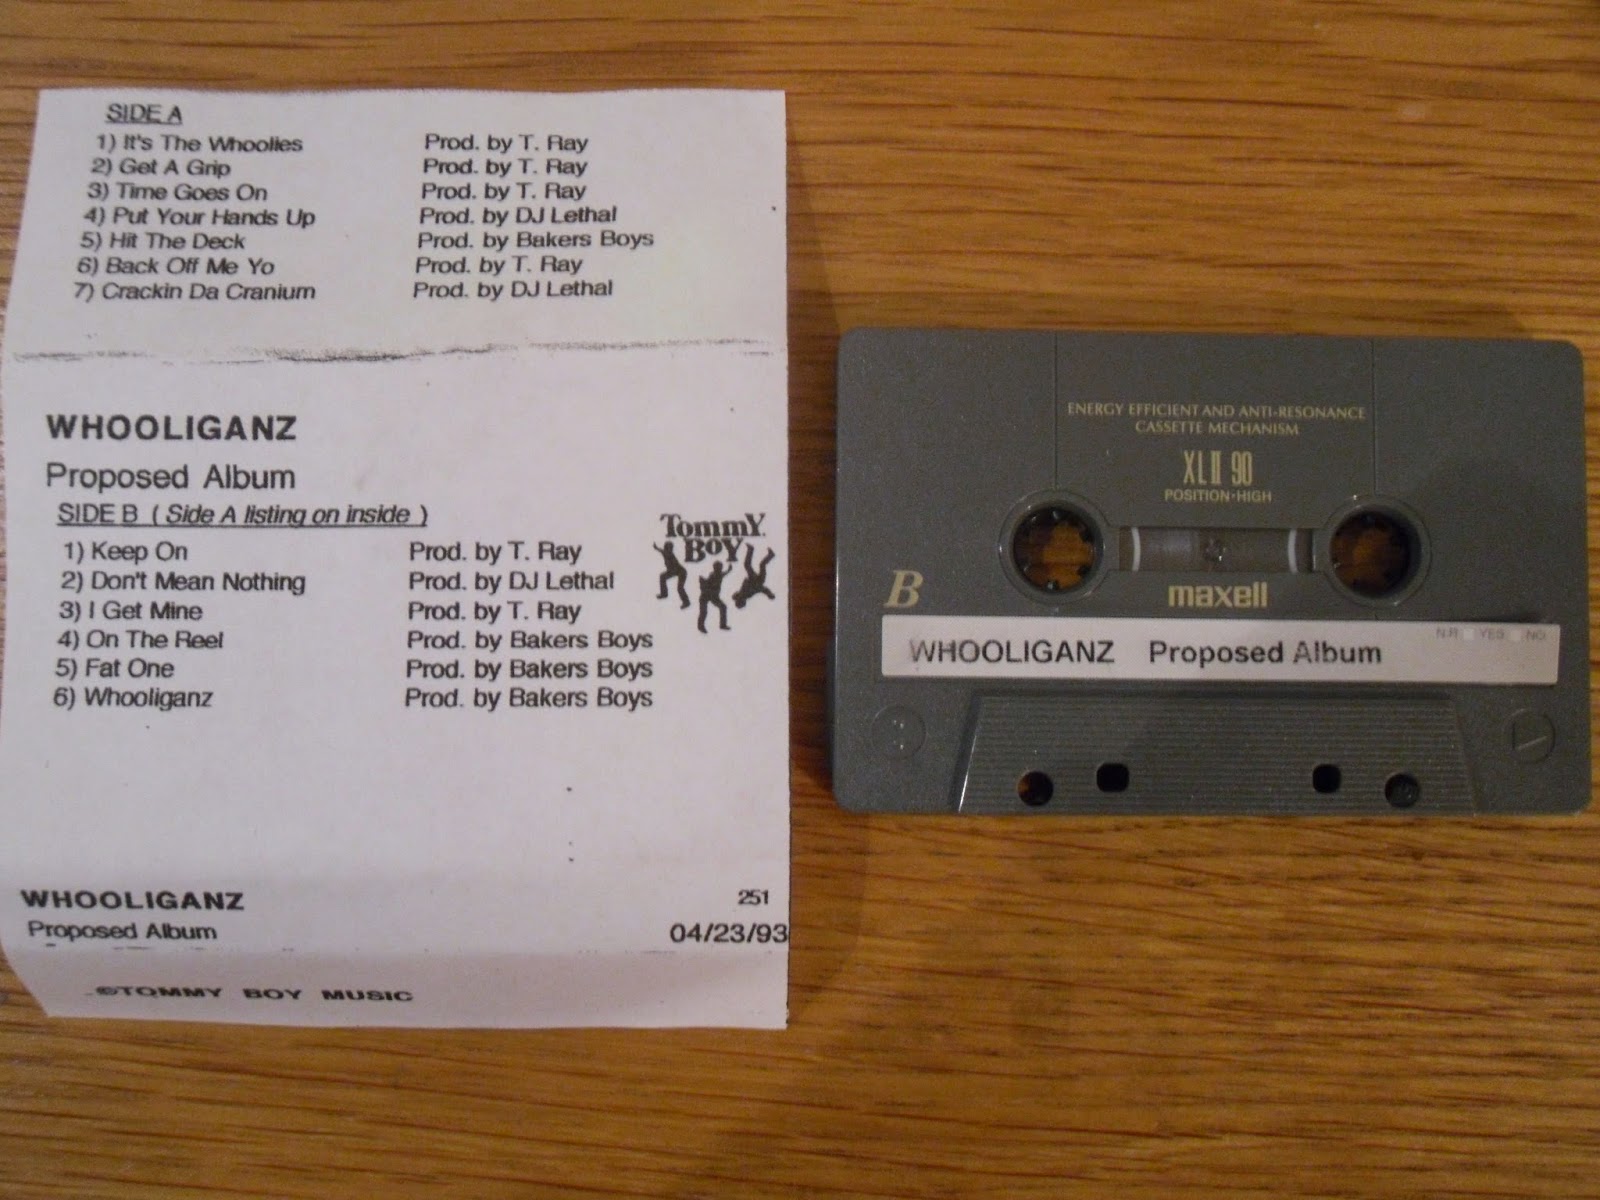 SIDE A
1) It's The Whoolies Prod. by T. Ray
2) Get A Grip Prod. by T. Ray
3) Time Goes On Prod. by T. Ray
4) Put Your Hands Up Prod. by DJ Lethal
5) Hit The Deck Prod. by Bakers Boys
6) Back Off Me Yo Prod. by T. Ray
7) Crackin Da Cranium Prod. by DJ Lethal
WHOOLIGANZ
Proposed Album
SIDE B ( Side A listing on inside )
1) Keep On Prod. by T. Ray
2) Don't Mean Nothing Prod. by DJ Lethal
3) I Get Mine Prod. by T. Ray
4) On The Reel Prod. by Bakers Boys
5) Fat One Prod. by Bakers Boys
6) Whooliganz Prod. by Bakers Boys
Tommy
Boy
WHOOLIGANZ 251
Proposed Album 04/23/93
©TOMMY BOY MUSIC
ENERGY EFFICIENT AND ANTI-RESONANCE
CASSETTE MECHANISM
XL II 90
POSITION·HIGH
B
maxell
N.R YES NO
WHOOLIGANZ Proposed Album